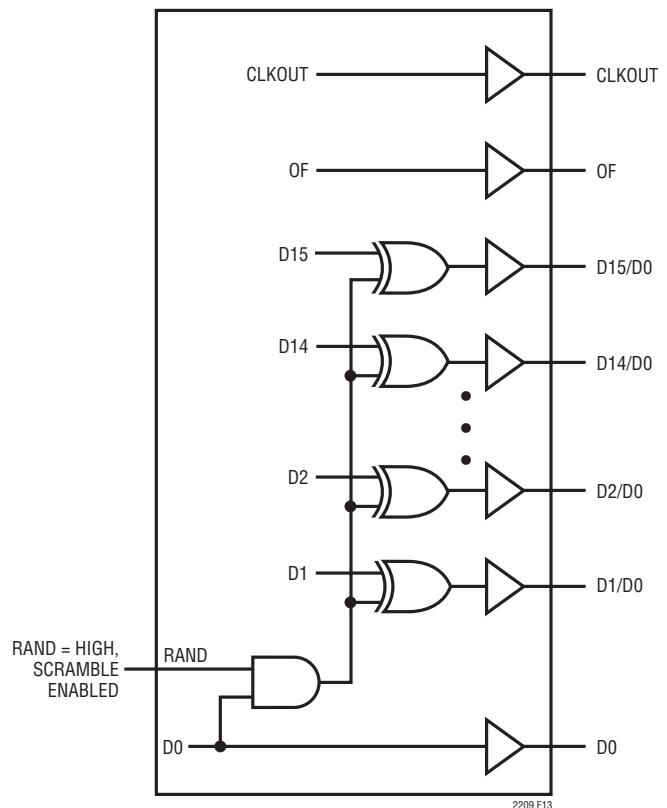 CLKOUT
CLKOUT
OF
OF
D15
D15/D0
D14
D14/D0
D2
D2/D0
D1
D1/D0
RAND = HIGH,
SCRAMBLE
ENABLED
RAND
D0
D0
2209 F13